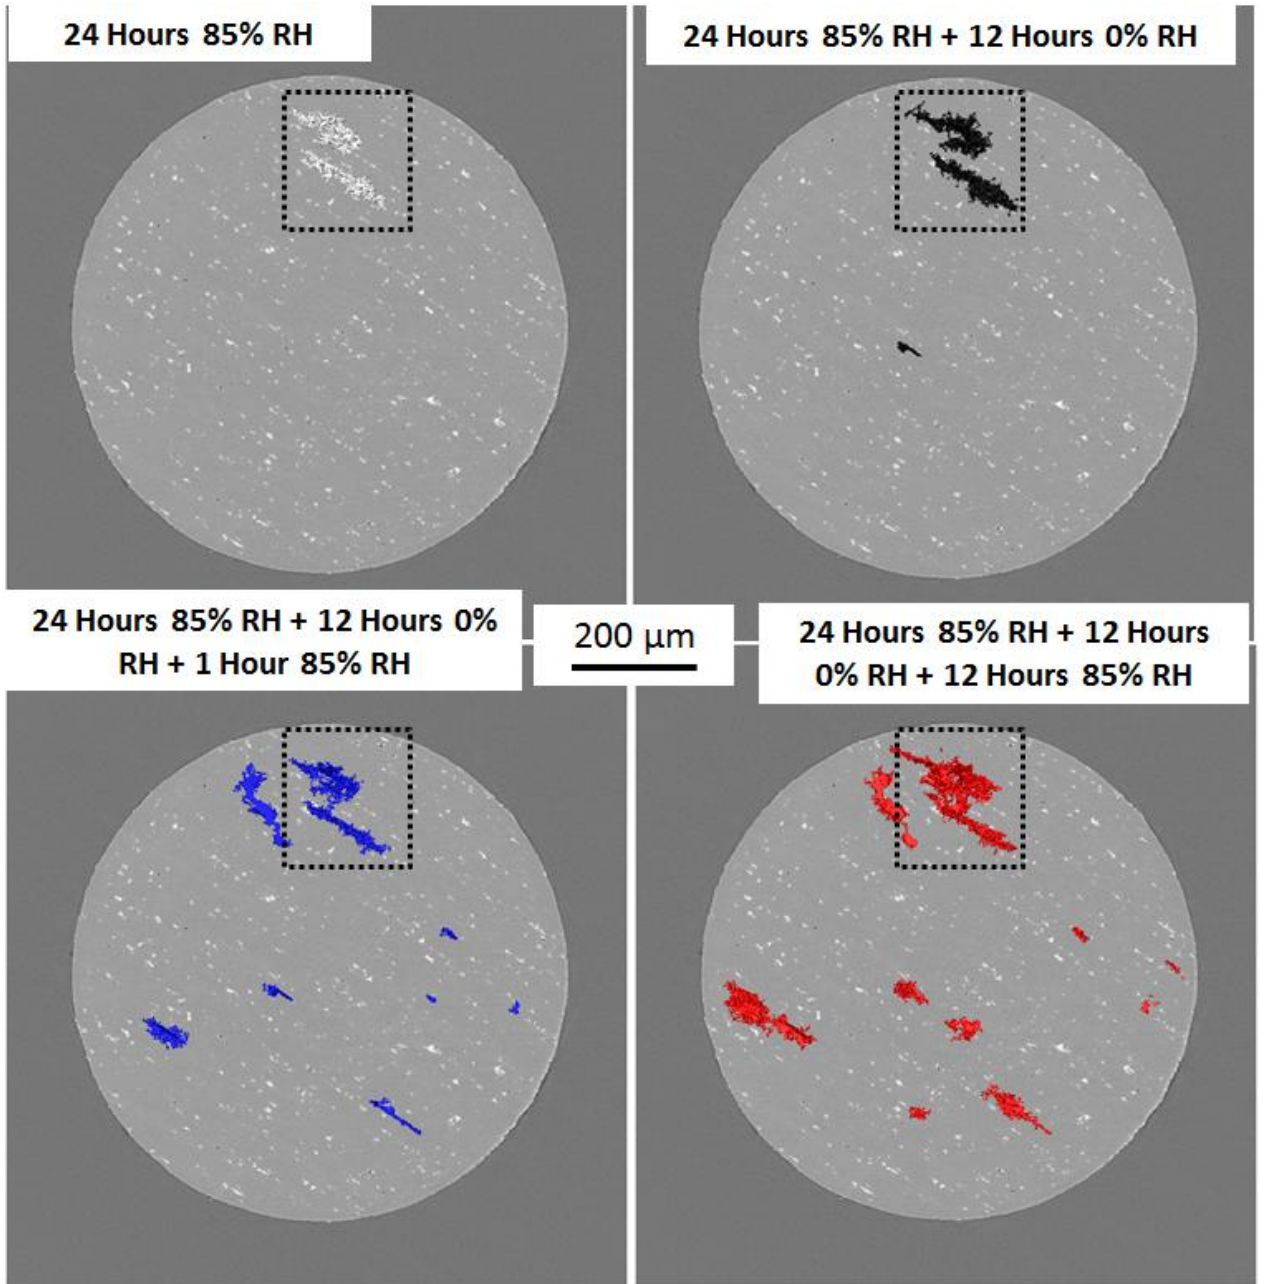 24 Hours 85% RH
24 Hours 85% RH + 12 Hours 0% RH
24 Hours 85% RH + 12 Hours 0%
RH + 1 Hour 85% RH
200 µm
24 Hours 85% RH + 12 Hours
0% RH + 12 Hours 85% RH